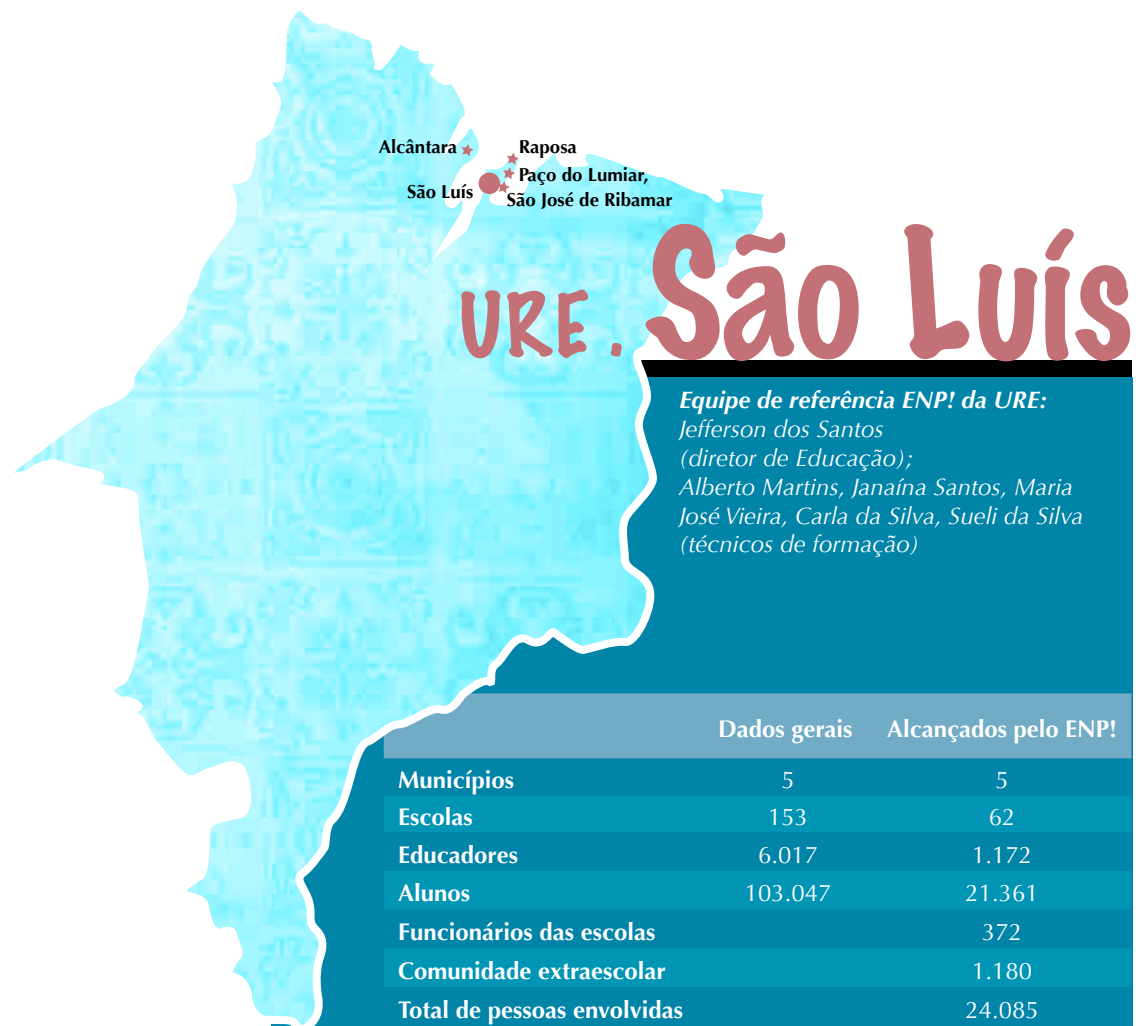 Alcântara
Raposa
Paço do Lumiar,
São Luís
São José de Ribamar
URE. São Luís
Equipe de referência ENP! da URE:
Jefferson dos Santos
(diretor de Educação);
Alberto Martins, Janaína Santos, Maria
José Vieira, Carla da Silva, Sueli da Silva
(técnicos de formação)
Dados gerais Alcançados pelo ENP!
Municípios 5 5
Escolas 153 62
Educadores 6.017 1.172
Alunos 103.047 21.361
Funcionários das escolas 372
Comunidade extraescolar 1.180
Total de pessoas envolvidas 24.085